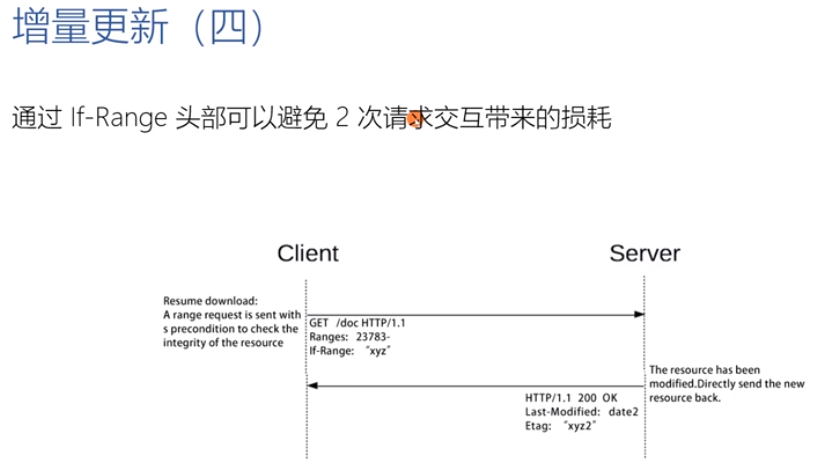 增量更新（四）
通过 If-Range 头部可以避免 2 次请求交互带来的损耗
Client
Server
Resume download:
A range request is sent with
s precondition to check the
integrity of the resource
GET /doc HTTP/1.1
Ranges: 23783-
If-Range: "xyz"
The resource has been
modified.Directly send the new
resource back.
HTTP/1.1 200 OK
Last-Modified: date2
Etag: "xyz2"